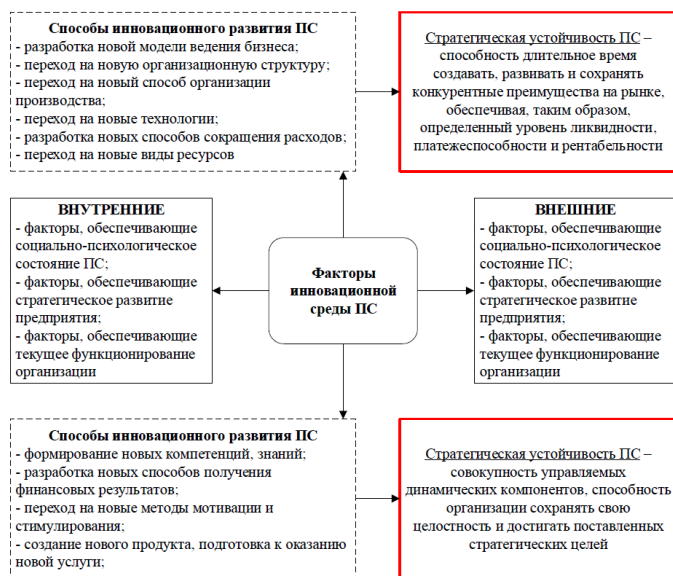 Способы инновационного развития ПС
- разработка новой модели ведения бизнеса;
- переход на новую организационную структуру;
- переход на новый способ организации
производства;
- переход на новые технологии;
- разработка новых способов сокращения расходов;
- переход на новые виды ресурсов
Стратегическая устойчивость ПС –
способность длительное время
создавать, развивать и сохранять
конкурентные преимущества на рынке,
обеспечивая, таким образом,
определенный уровень ликвидности,
платежеспособности и рентабельности
ВНУТРЕННИЕ
- факторы, обеспечивающие
социально-психологическое
состояние ПС;
- факторы, обеспечивающие
стратегическое развитие
предприятия;
- факторы, обеспечивающие
текущее функционирование
организации
Факторы
инновационной
среды ПС
ВНЕШНИЕ
- факторы, обеспечивающие
социально-психологическое
состояние ПС;
- факторы, обеспечивающие
стратегическое развитие
предприятия;
- факторы, обеспечивающие
текущее функционирование
организации
Способы инновационного развития ПС
- формирование новых компетенций, знаний;
- разработка новых способов получения
финансовых результатов;
- переход на новые методы мотивации и
стимулирования;
- создание нового продукта, подготовка к оказанию
новой услуги;
Стратегическая устойчивость ПС –
совокупность управляемых
динамических компонентов, способность
организации сохранять свою
целостность и достигать поставленных
стратегических целей